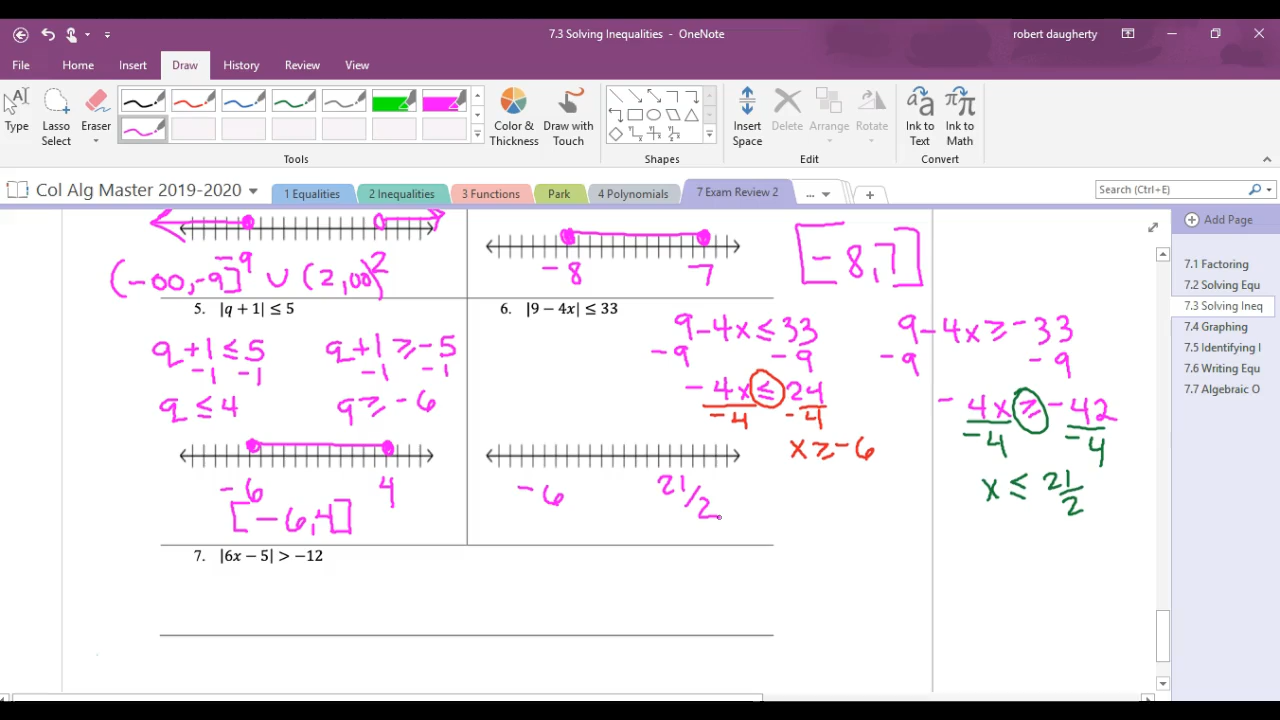 7.3 Solving Inequalities - OneNote
robert daugherty
File Home Insert Draw History Review View
Type
Lasso Select
Eraser
Color & Thickness
Draw with Touch
Insert Space
Delete
Arrange
Rotate
Ink to Text
Ink to Math
Tools
Shapes
Edit
Convert
Col Alg Master 2019-2020
1 Equalities
2 Inequalities
3 Functions
Park
4 Polynomials
7 Exam Review 2
...
+
Search (Ctrl+E)
Add Page
7.1 Factoring
7.2 Solving Equ
7.3 Solving Ineq
7.4 Graphing
7.5 Identifying I
7.6 Writing Equ
7.7 Algebraic O
-9 2
(-∞,-9] ∪ (2,∞)
-8 7
[-8,7]
5. |q + 1| ≤ 5
q+1≤5 q+1≥-5
-1 -1 -1 -1
q≤4 q≥-6
-6 4
[-6,4]
6. |9 − 4x| ≤ 33
9-4x≤33
-9 -9
-4x≤24
-4 -4
x≥-6
9-4x≥-33
-9 -9
-4x≥-42
-4 -4
x≤21/2
-6 21/2
7. |6x − 5| > −12